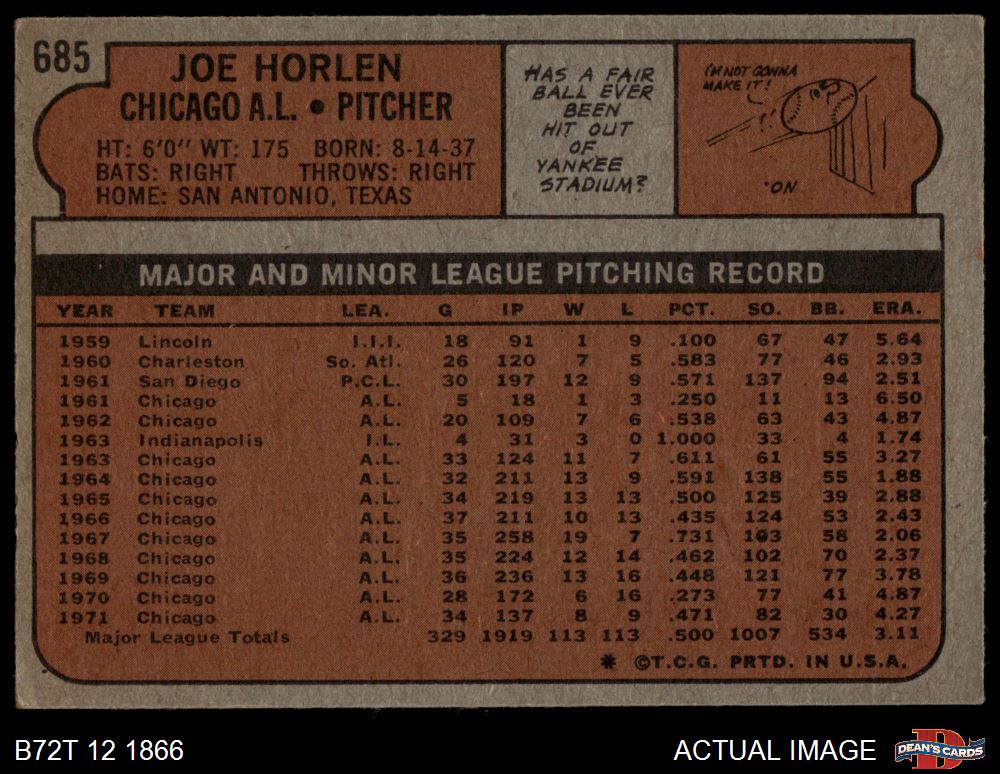 685
JOE HORLEN
CHICAGO A.L. • PITCHER
HT: 6'0" WT: 175 BORN: 8-14-37
BATS: RIGHT THROWS: RIGHT
HOME: SAN ANTONIO, TEXAS
HAS A FAIR
BALL EVER
BEEN
HIT OUT
OF
YANKEE
STADIUM?
I'M NOT GONNA
MAKE IT!
"ON
MAJOR AND MINOR LEAGUE PITCHING RECORD
YEAR TEAM LEA. G IP W L PCT. SO. BB. ERA.
1959 Lincoln I.I.I. 18 91 1 9 .100 67 47 5.64
1960 Charleston So. Atl. 26 120 7 5 .583 77 46 2.93
1961 San Diego P.C.L. 30 197 12 9 .571 137 94 2.51
1961 Chicago A.L. 5 18 1 3 .250 11 13 6.50
1962 Chicago A.L. 20 109 7 6 .538 63 43 4.87
1963 Indianapolis I.L. 4 31 3 0 1.000 33 4 1.74
1963 Chicago A.L. 33 124 11 7 .611 61 55 3.27
1964 Chicago A.L. 32 211 13 9 .591 138 55 1.88
1965 Chicago A.L. 34 219 13 13 .500 125 39 2.88
1966 Chicago A.L. 37 211 10 13 .435 124 53 2.43
1967 Chicago A.L. 35 258 19 7 .731 103 58 2.06
1968 Chicago A.L. 35 224 12 14 .462 102 70 2.37
1969 Chicago A.L. 36 236 13 16 .448 121 77 3.78
1970 Chicago A.L. 28 172 6 16 .273 77 41 4.87
1971 Chicago A.L. 34 137 8 9 .471 82 30 4.27
Major League Totals 329 1919 113 113 .500 1007 534 3.11
* ©T.C.G. PRTD. IN U.S.A.
B72T 12 1866
ACTUAL IMAGE
D
DEAN'S CARDS